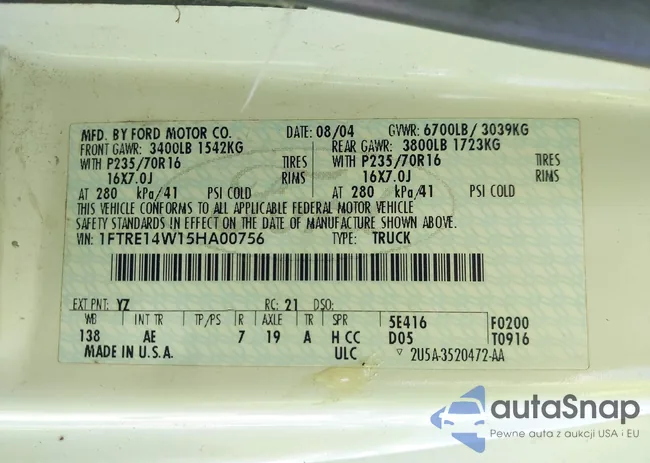 MFD. BY FORD MOTOR CO. DATE: 08/04 GVWR: 6700LB/ 3039KG
FRONT GAWR: 3400LB 1542KG REAR GAWR: 3800LB 1723KG
WITH P235/70R16 TIRES WITH P235/70R16 TIRES
16X7.0J RIMS 16X7.0J RIMS
AT 280 kPa/41 PSI COLD AT 280 kPa/41 PSI COLD
THIS VEHICLE CONFORMS TO ALL APPLICABLE FEDERAL MOTOR VEHICLE
SAFETY STANDARDS IN EFFECT ON THE DATE OF MANUFACTURE SHOWN ABOVE.
VIN: 1FTRE14W15HA00756 TYPE: TRUCK
EXT PNT: YZ RC: 21 DSO:
WB INT TR TP/PS R AXLE TR SPR 5E416 F0200
138 AE 7 19 A H CC D05 T0916
MADE IN U.S.A. ULC 2U5A-3520472-AA
autaSnap
Pewne auta z aukcji USA i EU